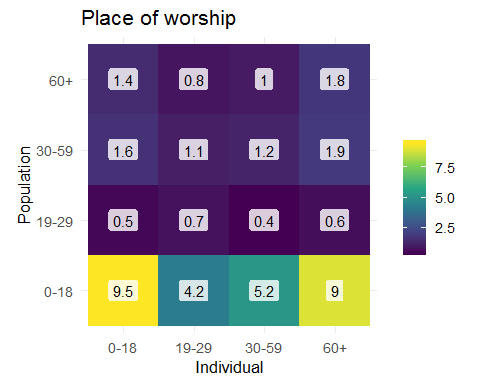 Place of worship
Population
60+
1.4 0.8 1 1.8
30-59
1.6 1.1 1.2 1.9
19-29
0.5 0.7 0.4 0.6
0-18
9.5 4.2 5.2 9
0-18 19-29 30-59 60+
Individual
7.5
5.0
2.5